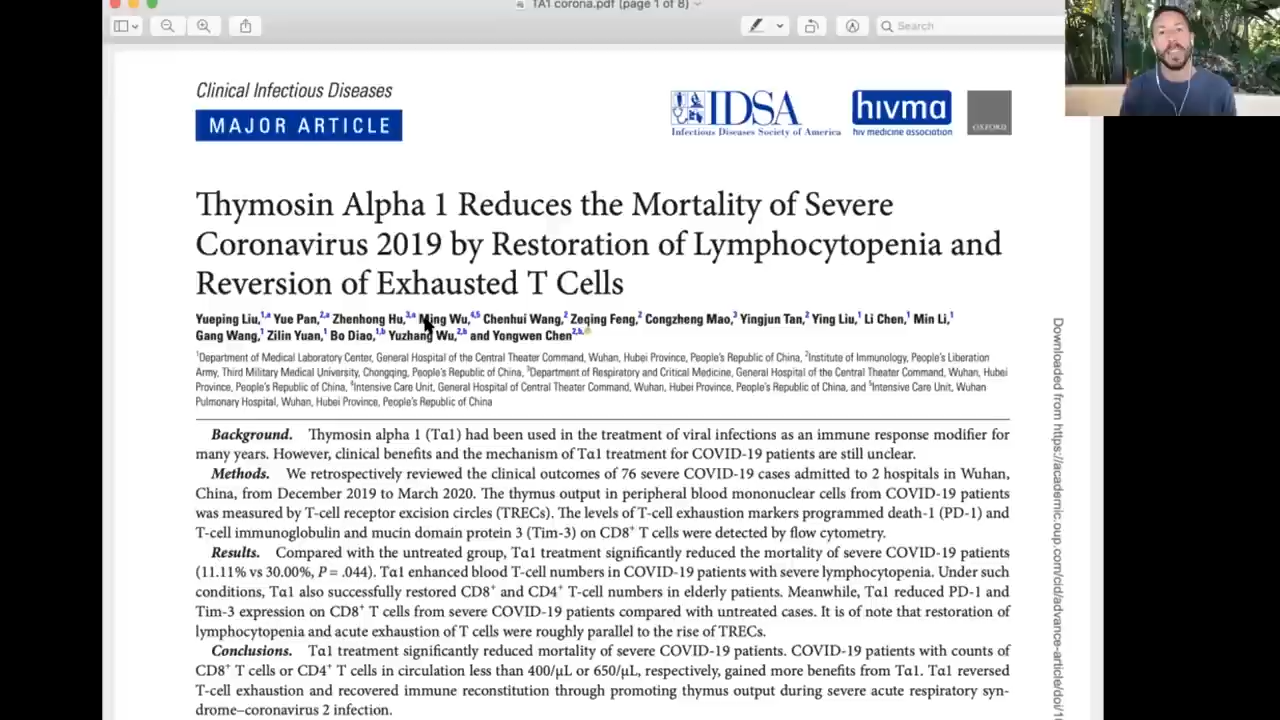 TA1 corona.pdf (page 1 of 8)
Search
Clinical Infectious Diseases
MAJOR ARTICLE
IDSA
Infectious Diseases Society of America
hivma
hiv medicine association
OXFORD
Thymosin Alpha 1 Reduces the Mortality of Severe
Coronavirus 2019 by Restoration of Lymphocytopenia and
Reversion of Exhausted T Cells
Yueping Liu,1,a Yue Pan,2,a Zhenhong Hu,3,a Ming Wu,4,5 Chenhui Wang,2 Zeqing Feng,2 Congzheng Mao,3 Yingjun Tan,2 Ying Liu,1 Li Chen,1 Min Li,1
Gang Wang,1 Zilin Yuan,1 Bo Diao,1,b Yuzhang Wu,2,b and Yongwen Chen2,b,
1Department of Medical Laboratory Center, General Hospital of the Central Theater Command, Wuhan, Hubei Province, People's Republic of China, 2Institute of Immunology, People's Liberation
Army, Third Military Medical University, Chongqing, People's Republic of China, 3Department of Respiratory and Critical Medicine, General Hospital of the Central Theater Command, Wuhan, Hubei
Province, People's Republic of China, 4Intensive Care Unit, General Hospital of Central Theater Command, Wuhan, Hubei Province, People's Republic of China, and 5Intensive Care Unit, Wuhan
Pulmonary Hospital, Wuhan, Hubei Province, People's Republic of China
Background. Thymosin alpha 1 (Tα1) had been used in the treatment of viral infections as an immune response modifier for
many years. However, clinical benefits and the mechanism of Tα1 treatment for COVID-19 patients are still unclear.
Methods. We retrospectively reviewed the clinical outcomes of 76 severe COVID-19 cases admitted to 2 hospitals in Wuhan,
China, from December 2019 to March 2020. The thymus output in peripheral blood mononuclear cells from COVID-19 patients
was measured by T-cell receptor excision circles (TRECs). The levels of T-cell exhaustion markers programmed death-1 (PD-1) and
T-cell immunoglobulin and mucin domain protein 3 (Tim-3) on CD8+ T cells were detected by flow cytometry.
Results. Compared with the untreated group, Tα1 treatment significantly reduced the mortality of severe COVID-19 patients
(11.11% vs 30.00%, P = .044). Tα1 enhanced blood T-cell numbers in COVID-19 patients with severe lymphocytopenia. Under such
conditions, Tα1 also successfully restored CD8+ and CD4+ T-cell numbers in elderly patients. Meanwhile, Tα1 reduced PD-1 and
Tim-3 expression on CD8+ T cells from severe COVID-19 patients compared with untreated cases. It is of note that restoration of
lymphocytopenia and acute exhaustion of T cells were roughly parallel to the rise of TRECs.
Conclusions. Tα1 treatment significantly reduced mortality of severe COVID-19 patients. COVID-19 patients with counts of
CD8+ T cells or CD4+ T cells in circulation less than 400/μL or 650/μL, respectively, gained more benefits from Tα1. Tα1 reversed
T-cell exhaustion and recovered immune reconstitution through promoting thymus output during severe acute respiratory syn-
drome–coronavirus 2 infection.
Downloaded from https://academic.oup.com/cid/advance-article/doi/1